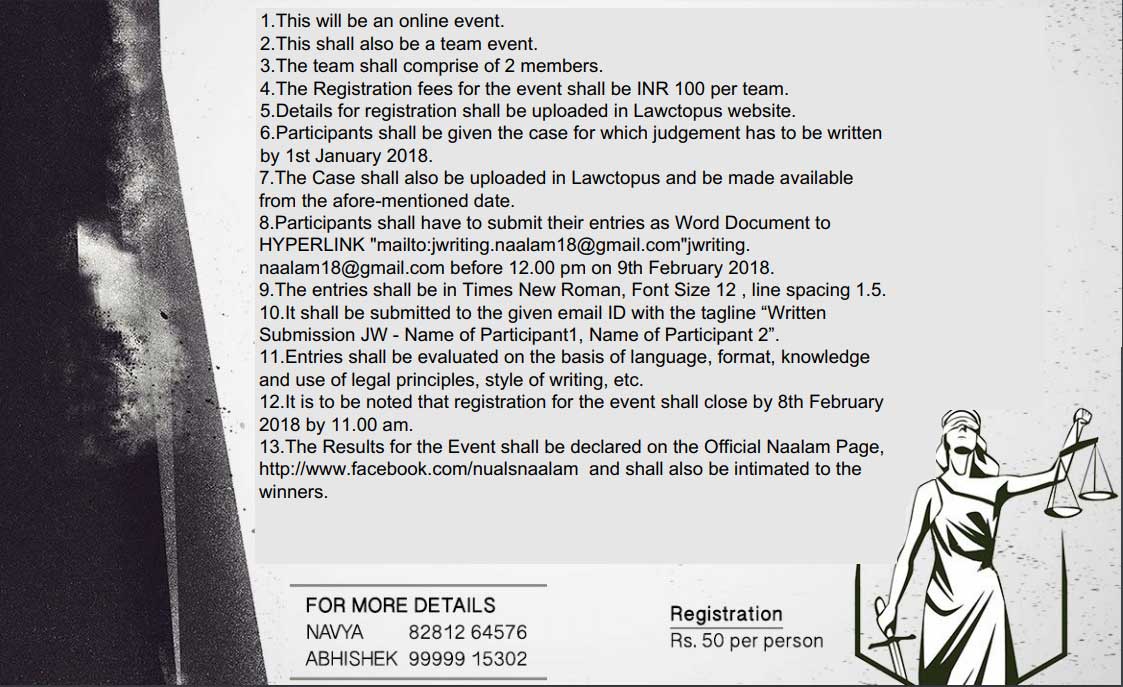 1.This will be an online event.
2.This shall also be a team event.
3.The team shall comprise of 2 members.
4.The Registration fees for the event shall be INR 100 per team.
5.Details for registration shall be uploaded in Lawctopus website.
6.Participants shall be given the case for which judgement has to be written
by 1st January 2018.
7.The Case shall also be uploaded in Lawctopus and be made available
from the afore-mentioned date.
8.Participants shall have to submit their entries as Word Document to
HYPERLINK "mailto:jwriting.naalam18@gmail.com"jwriting.
naalam18@gmail.com before 12.00 pm on 9th February 2018.
9.The entries shall be in Times New Roman, Font Size 12 , line spacing 1.5.
10.It shall be submitted to the given email ID with the tagline “Written
Submission JW - Name of Participant1, Name of Participant 2”.
11.Entries shall be evaluated on the basis of language, format, knowledge
and use of legal principles, style of writing, etc.
12.It is to be noted that registration for the event shall close by 8th February
2018 by 11.00 am.
13.The Results for the Event shall be declared on the Official Naalam Page,
http://www.facebook.com/nualsnaalam  and shall also be intimated to the
winners.
FOR MORE DETAILS
NAVYA 82812 64576
ABHISHEK 99999 15302
Registration
Rs. 50 per person